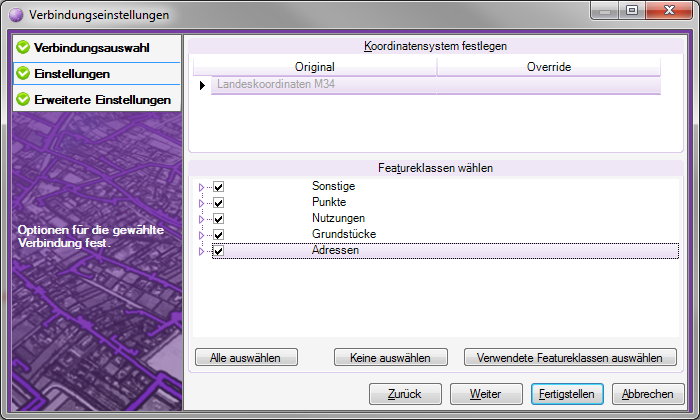 Verbindungseinstellungen
Verbindungsauswahl
Einstellungen
Erweiterte Einstellungen
Optionen für die gewählte
Verbindung fest.
Koordinatensystem festlegen
Original Override
Landeskoordinaten M34
Featureklassen wählen
Sonstige
Punkte
Nutzungen
Grundstücke
Adressen
Alle auswählen Keine auswählen Verwendete Featureklassen auswählen
Zurück Weiter Fertigstellen Abbrechen